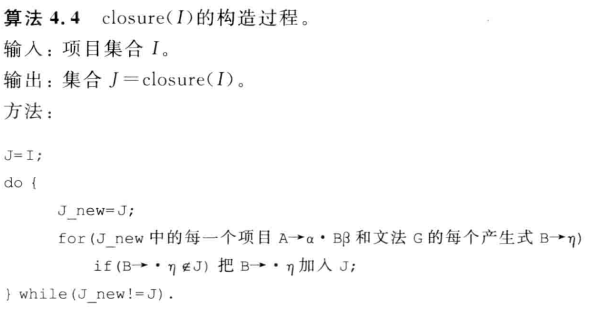 算法 4.4 closure(I)的构造过程。
输入：项目集合 I。
输出：集合 J＝closure(I)。
方法：
J=I;
do {
J_new=J;
for(J_new 中的每一个项目 A→α·Bβ 和文法 G 的每个产生式 B→η)
if(B→·η∉J) 把 B→·η 加入 J;
} while(J_new!=J).